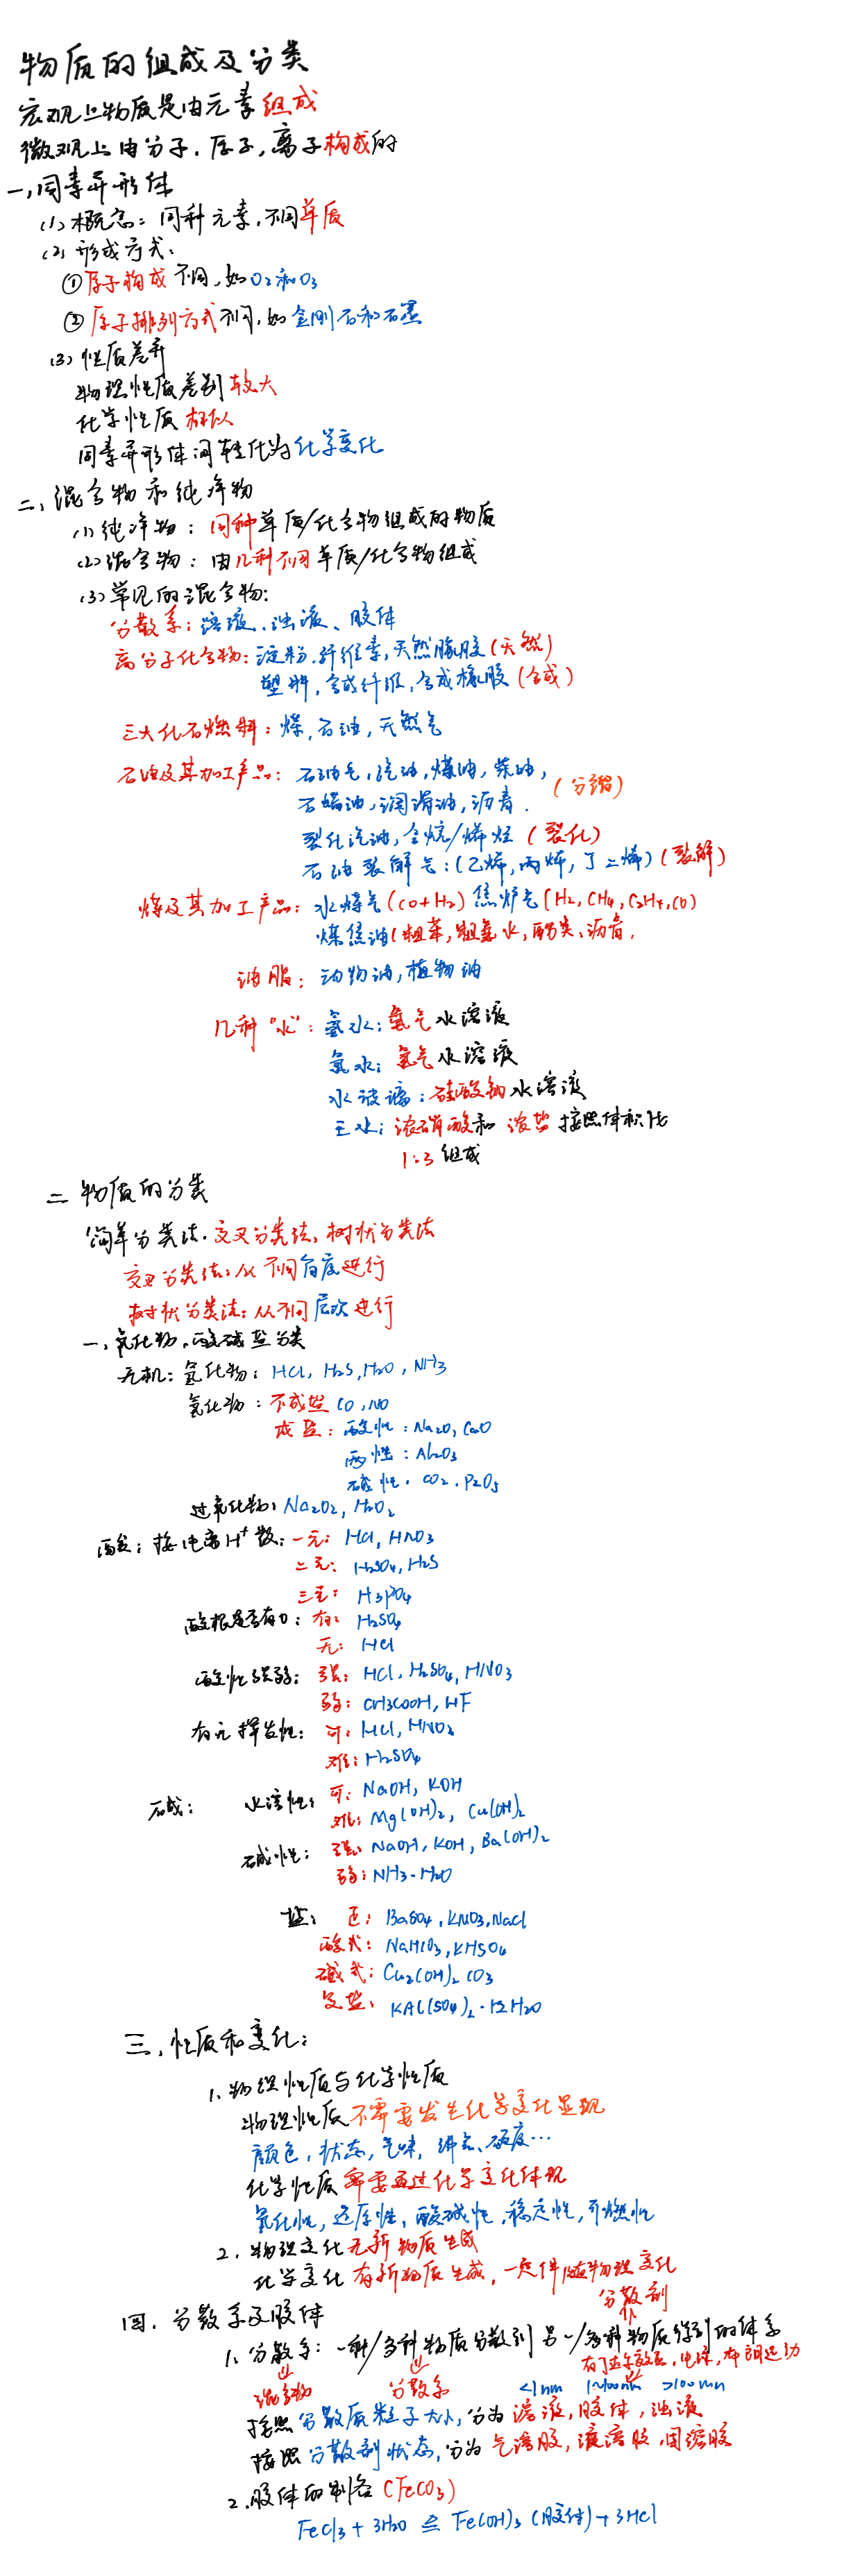 物质的组成及分类
宏观上物质是由元素组成
微观上由分子.原子,离子构成的
一,同素异形体
(1)概念:同种元素,不同单质
(2)形成方式:
①原子构成不同,如O2和O3
②原子排列方式不同,如金刚石和石墨
(3)性质差异
物理性质差别较大
化学性质相似
同素异形体间转化为化学变化
二,混合物和纯净物
(1)纯净物:同种单质/化合物组成的物质
(2)混合物:由几种不同单质/化合物组成
(3)常见的混合物:
分散系:溶液、浊液、胶体
高分子化合物:淀粉.纤维素,天然橡胶(天然)
塑料,合成纤维,合成橡胶(合成)
三大化石燃料:煤,石油,天然气
石油及其加工产品:石油气,汽油,煤油,柴油,
石蜡油,润滑油,沥青.(分馏)
裂化汽油,含烷/烯烃(裂化)
石油裂解气:(乙烯,丙烯,丁二烯)(裂解)
煤及其加工产品:水煤气(CO+H2)焦炉气(H2,CH4,C2H4,CO)
煤焦油(粗苯,粗氨水,酚类,沥青.
油脂:动物油,植物油
几种“水”:氨水:氨气水溶液
氯水:氯气水溶液
水玻璃:硅酸钠水溶液
王水:浓硝酸和浓盐按照体积比
1:3组成
二 物质的分类
简单分类法.交叉分类法,树状分类法
交叉分类法:从不同角度进行
树状分类法:从不同层次进行
一,氧化物,酸碱盐分类
无机:氢化物:HCl,H2S,H2O,NH3
氧化物:不成盐CO,NO
成盐:酸性:Na2O,CaO
两性:Al2O3
碱性.CO2.P2O5
过氧化物:Na2O2,H2O2
酸:按电离H+数:一元:HCl,HNO3
二元:H2SO4,H2S
三元:H3PO4
酸根是否有O:有:H2SO4
无:HCl
酸性强弱:强:HCl,H2SO4,HNO3
弱:CH3COOH,HF
有无挥发性:可:HCl,HNO3
难:H2SO4
碱:水溶性:可:NaOH,KOH
难:Mg(OH)2,Cu(OH)2
碱性:强:NaOH,KOH,Ba(OH)2
弱:NH3·H2O
盐:正:BaSO4,KNO3,NaCl
酸式:NaHCO3,KHSO4
碱式:Cu2(OH)2CO3
复盐:KAl(SO4)2·12H2O
三,性质和变化:
1.物理性质与化学性质
物理性质不需要发生化学变化显现
颜色,状态,气味,沸点、硬度…
化学性质需要通过化学变化体现
氧化性,还原性,酸碱性,稳定性,可燃性
2.物理变化无新物质生成
化学变化有新物质生成,一定伴随物理变化
四.分散系及胶体
分散剂
1.分散系:一种/多种物质分散到另一/多种物质得到的体系
混合物 分散系
有丁达尔效应,电泳,布朗运动
<1nm 1~100nm >100nm
按照分散质粒子大小,分为溶液,胶体,浊液
按照分散剂状态,分为气溶胶,液溶胶,固溶胶
2.胶体的制备(FeCO3)
FeCl3+3H2O ≜ Fe(OH)3(胶体)+3HCl